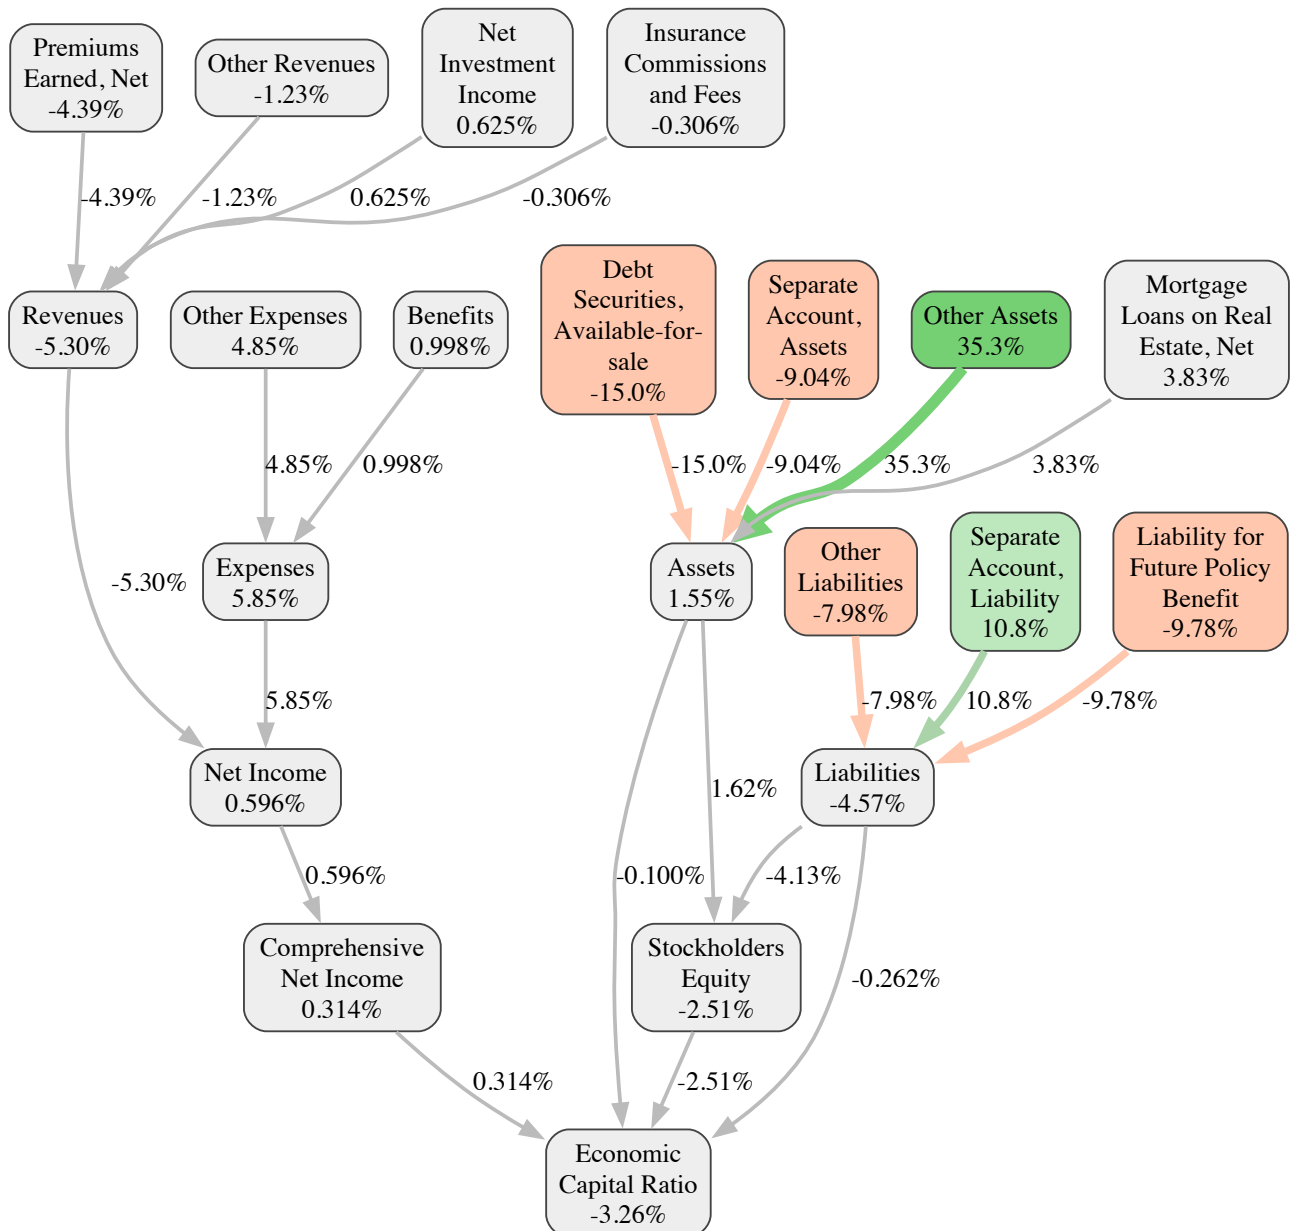 Premiums
Earned, Net
-4.39%
Other Revenues
-1.23%
Net
Investment
Income
0.625%
Insurance
Commissions
and Fees
-0.306%
-4.39%
-1.23%
0.625%
-0.306%
Revenues
-5.30%
Other Expenses
4.85%
Benefits
0.998%
Debt
Securities,
Available-for-
sale
-15.0%
Separate
Account,
Assets
-9.04%
Other Assets
35.3%
Mortgage
Loans on Real
Estate, Net
3.83%
4.85%
0.998%
-15.0%
-9.04%
35.3%
3.83%
-5.30%
Expenses
5.85%
Assets
1.55%
Other
Liabilities
-7.98%
Separate
Account,
Liability
10.8%
Liability for
Future Policy
Benefit
-9.78%
5.85%
-7.98%
10.8%
-9.78%
Net Income
0.596%
1.62%
Liabilities
-4.57%
0.596%
-0.100%
-4.13%
Comprehensive
Net Income
0.314%
Stockholders
Equity
-2.51%
-0.262%
0.314%
-2.51%
Economic
Capital Ratio
-3.26%